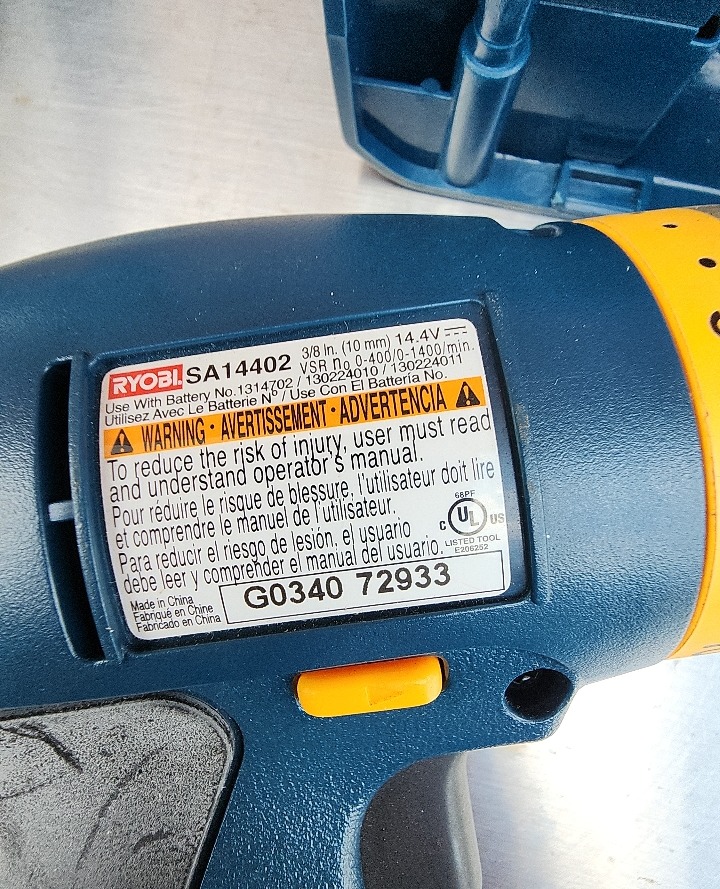 RYOBI. SA14402 3/8 In. (10 mm) 14.4V
VSR no 0-400/0-1400/min.
Use With Battery No.1314702 / 130224010 / 130224011
Utilisez Avec Le Batterie Nº / Use Con El Batería No.
WARNING · AVERTISSEMENT · ADVERTENCIA
To reduce the risk of injury, user must read
and understand operator's manual.
Pour réduire le risque de blessure, l'utilisateur doit lire
et comprendre le manuel de l'utilisateur.
Para reducir el riesgo de lesión, el usuario
debe leer y comprender el manual del usuario.
68PF
C UL US
LISTED TOOL
E206252
Made in China
Fabriqué en Chine
Fabricado en China
G0340 72933